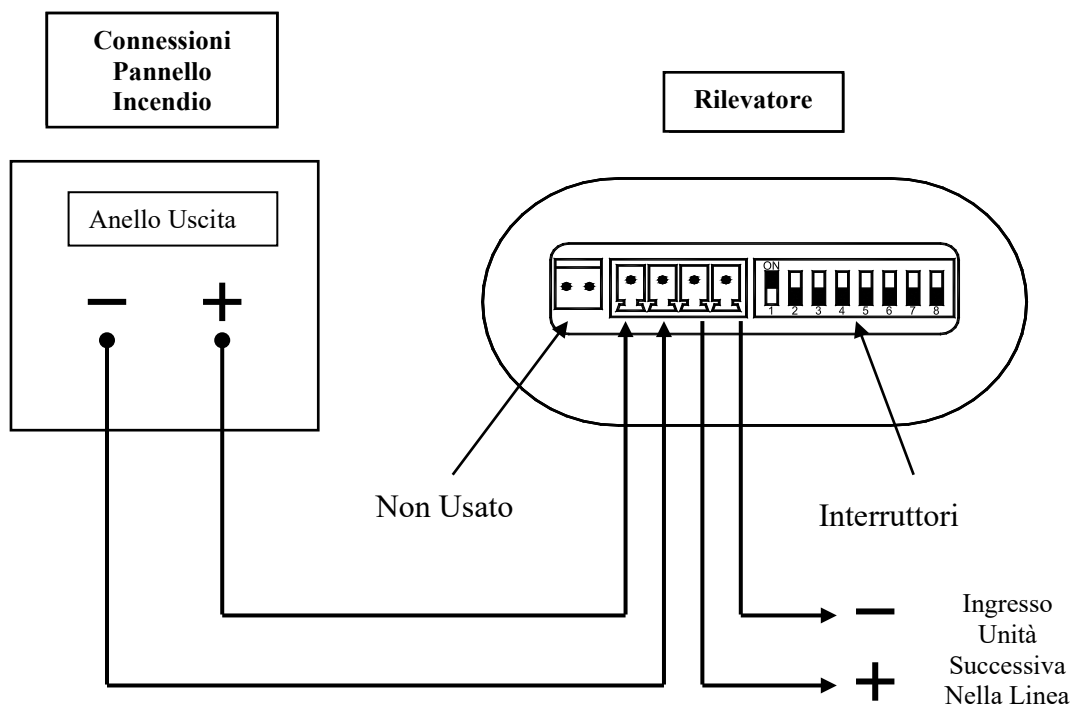 Connessioni
Pannello
Incendio
Rilevatore
Anello Uscita
− +
ON
1 2 3 4 5 6 7 8
Non Usato
Interruttori
−
+
Ingresso
Unità
Successiva
Nella Linea